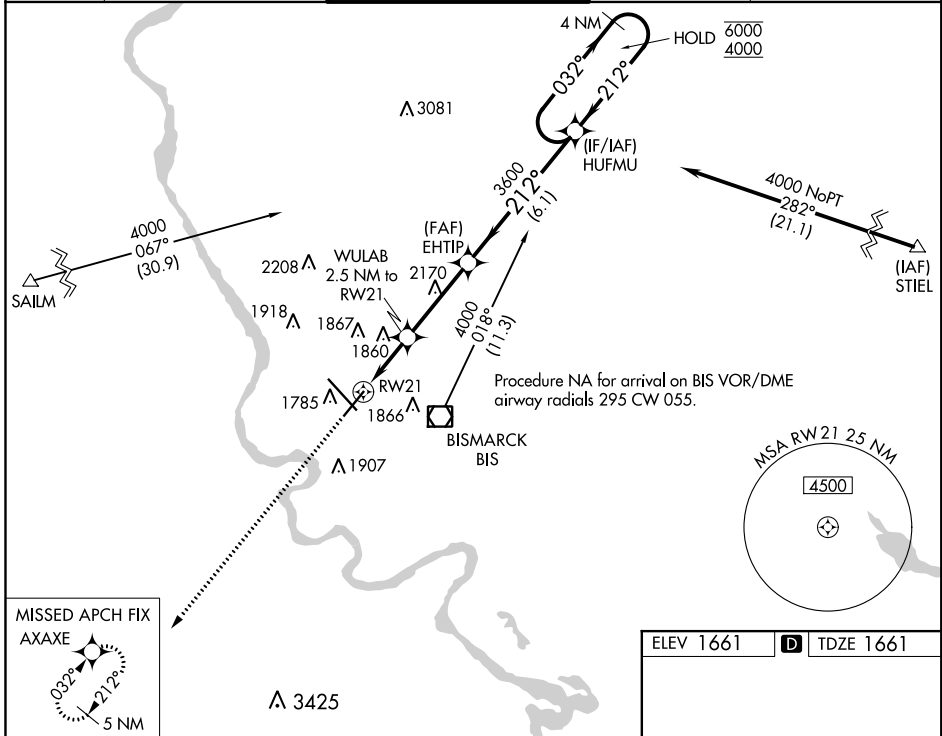 4 NM
HOLD 6000
4000
032°
212°
3081
(IF/IAF)
HUFMU
3600
212°
(6.1)
4000 NoPT
282°
(21.1)
(IAF)
STIEL
4000
067°
(30.9)
SAILM
(FAF)
EHTIP
WULAB
2.5 NM to
RW21
2208
2170
1918
1867
1860
4000
018°
(11.3)
Procedure NA for arrival on BIS VOR/DME
airway radials 295 CW 055.
RW21
1785
1866
BISMARCK
BIS
1907
MSA RW21 25 NM
4500
MISSED APCH FIX
AXAXE
032°
212°
5 NM
3425
ELEV 1661 D TDZE 1661